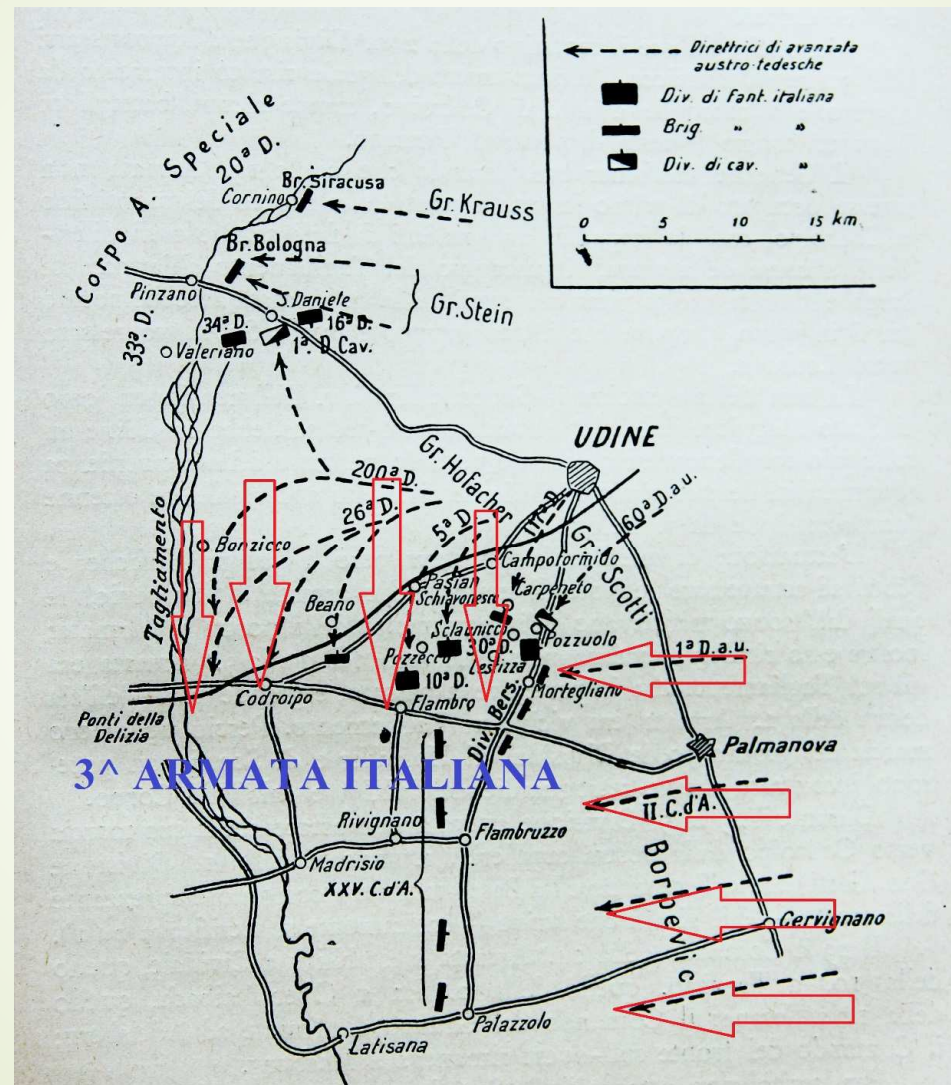 Direttrici di avanzata
austro-tedesche
Div. di Fant. italiana
Brig. " "
Div. di cav. "
0 5 10 15 km.
Corpo A. Speciale
20ª D.
Br. Siracusa
Cornino
Gr. Krauss
Br. Bologna
Pinzano
S. Daniele
Gr. Stein
33ª D.
34ª D.
16ª D.
Valeriano
1ª. D. Cav.
UDINE
Gr. Hofacher
200ª D.
26ª D.
5ª D
117ª D.
60ª D.a.u.
Gr. Scotti
Tagliamento
Bonzicco
Campoformido
Pasian
Schiavonesco
Carpeneto
Beano
Sclaunicco
Pozzuolo
Pozzecco
30ª D.
Lestizza
1ª D.a.u.
10ª D.
Mortegliano
Codroipo
Flambro
Div. Bers.
Ponti della
Delizia
Palmanova
3^ ARMATA ITALIANA
II. C.d'A.
Rivignano
Flambruzzo
Madrisio
XXV. C.d'A.
Boroevic
Cervignano
Palazzolo
Latisana